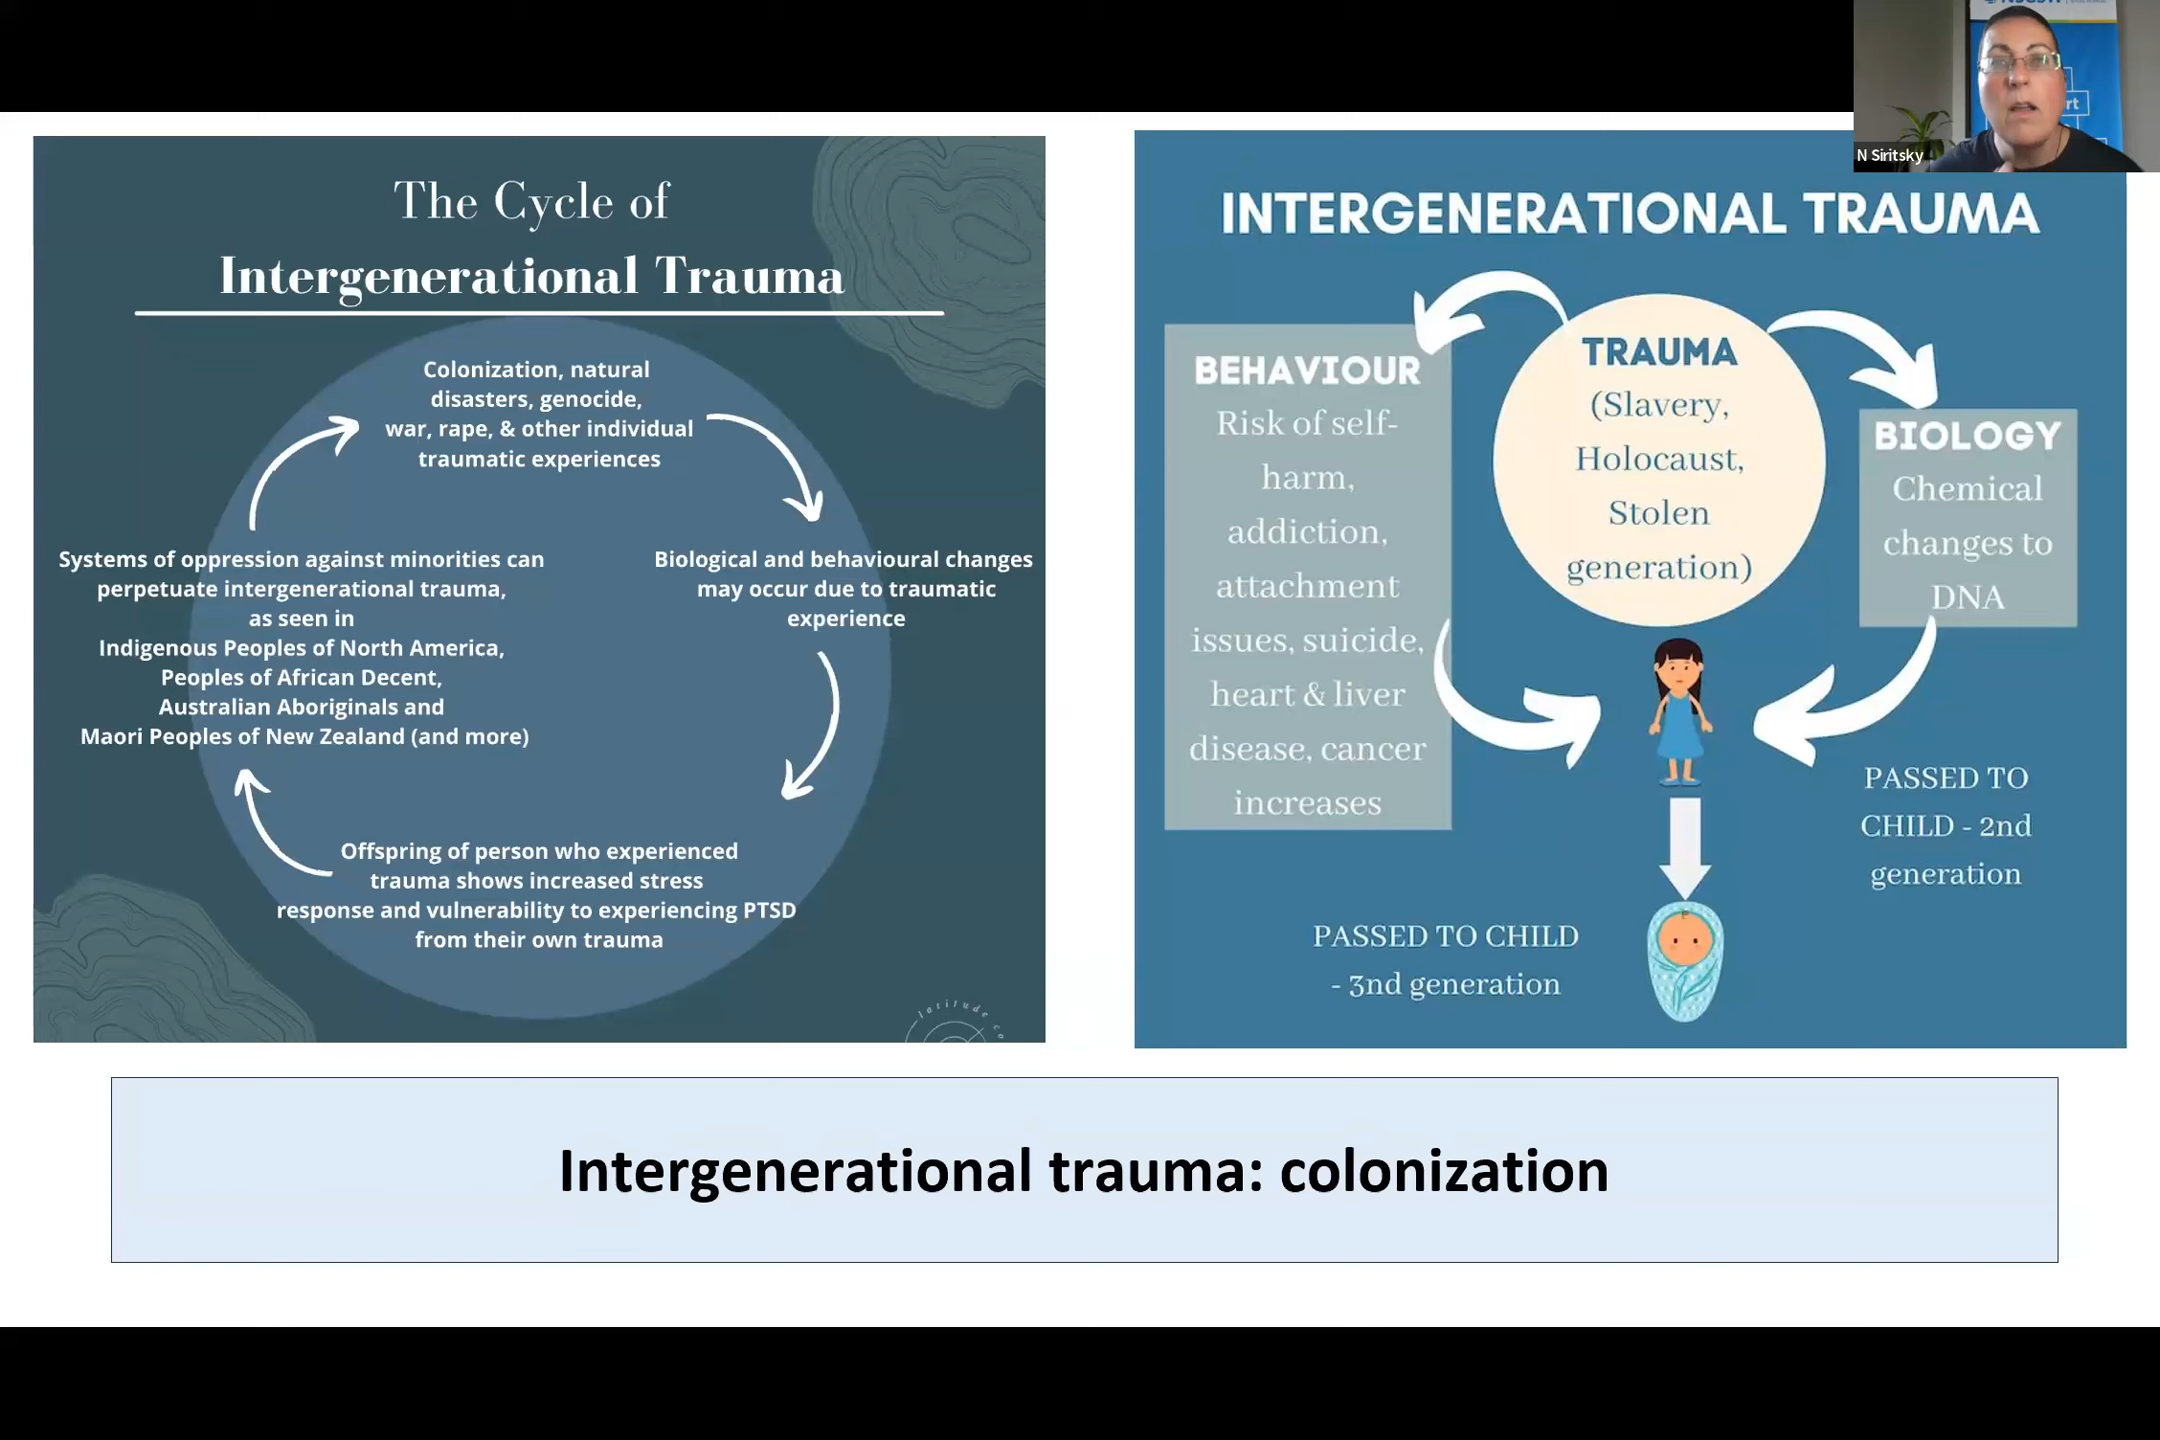 N Siritsky
rt
The Cycle of
Intergenerational Trauma
Colonization, natural
disasters, genocide,
war, rape, & other individual
traumatic experiences
Biological and behavioural changes
may occur due to traumatic
experience
Offspring of person who experienced
trauma shows increased stress
response and vulnerability to experiencing PTSD
from their own trauma
Systems of oppression against minorities can
perpetuate intergenerational trauma,
as seen in
Indigenous Peoples of North America,
Peoples of African Decent,
Australian Aboriginals and
Maori Peoples of New Zealand (and more)
latitude co
INTERGENERATIONAL TRAUMA
TRAUMA
(Slavery,
Holocaust,
Stolen
generation)
BEHAVIOUR
Risk of self-
harm,
addiction,
attachment
issues, suicide,
heart & liver
disease, cancer
increases
BIOLOGY
Chemical
changes to
DNA
PASSED TO
CHILD - 2nd
generation
PASSED TO CHILD
- 3nd generation
Intergenerational trauma: colonization